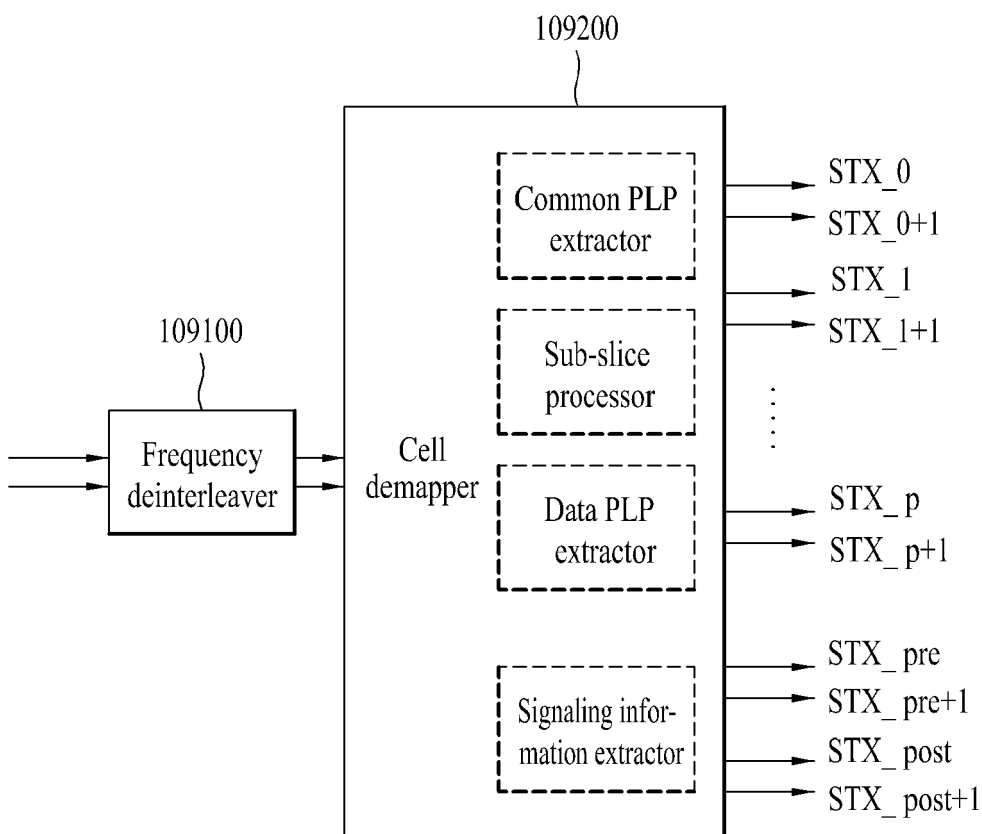 109200
Common PLP
extractor
STX_0
STX_0+1
STX_1
STX_1+1
109100
Sub-slice
processor
Frequency
deinterleaver
Cell
demapper
Data PLP
extractor
STX_ p
STX_ p+1
Signaling infor-
mation extractor
STX_ pre
STX_ pre+1
STX_ post
STX_ post+1